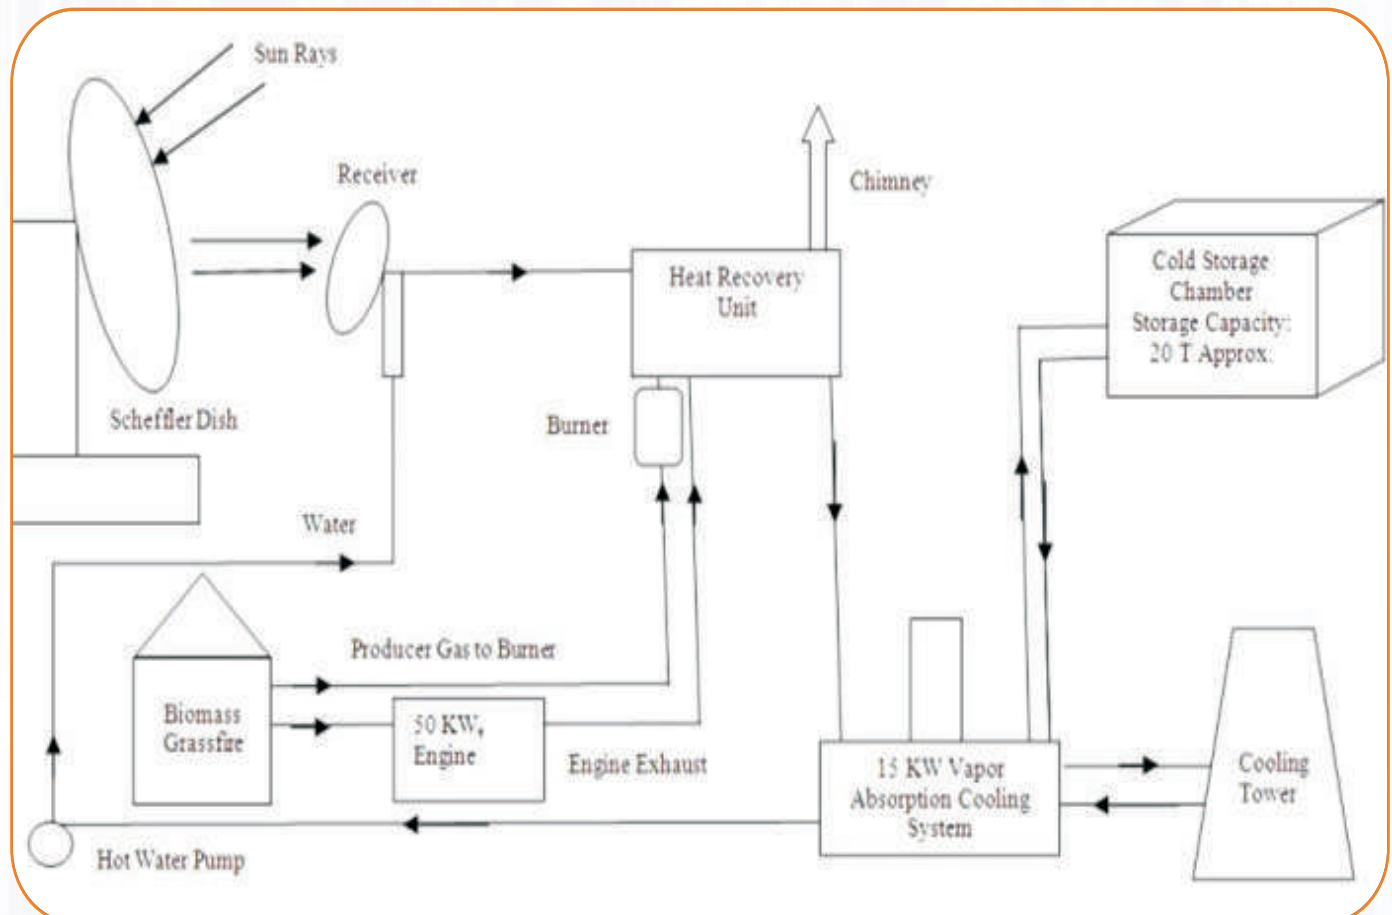 Sun Rays
Receiver
Chimney
Heat Recovery
Unit
Cold Storage
Chamber
Storage Capacity:
20 T Approx.
Scheffler Dish
Burner
Water
Producer Gas to Burner
Biomass
Grassfire
50 KW,
Engine
Engine Exhaust
15 KW Vapor
Absorption Cooling
System
Cooling
Tower
Hot Water Pump